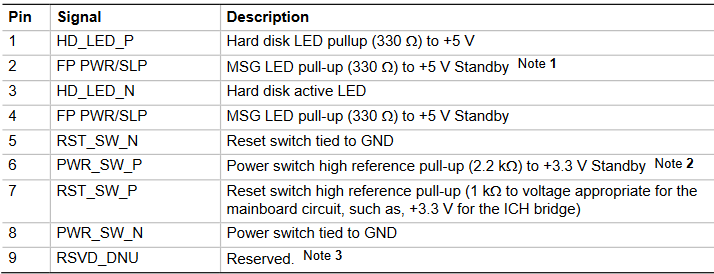 Pin Signal Description
1 HD_LED_P Hard disk LED pullup (330 Ω) to +5 V
2 FP PWR/SLP MSG LED pull-up (330 Ω) to +5 V Standby Note 1
3 HD_LED_N Hard disk active LED
4 FP PWR/SLP MSG LED pull-up (330 Ω) to +5 V Standby
5 RST_SW_N Reset switch tied to GND
6 PWR_SW_P Power switch high reference pull-up (2.2 kΩ) to +3.3 V Standby Note 2
7 RST_SW_P Reset switch high reference pull-up (1 kΩ to voltage appropriate for the
mainboard circuit, such as, +3.3 V for the ICH bridge)
8 PWR_SW_N Power switch tied to GND
9 RSVD_DNU Reserved. Note 3